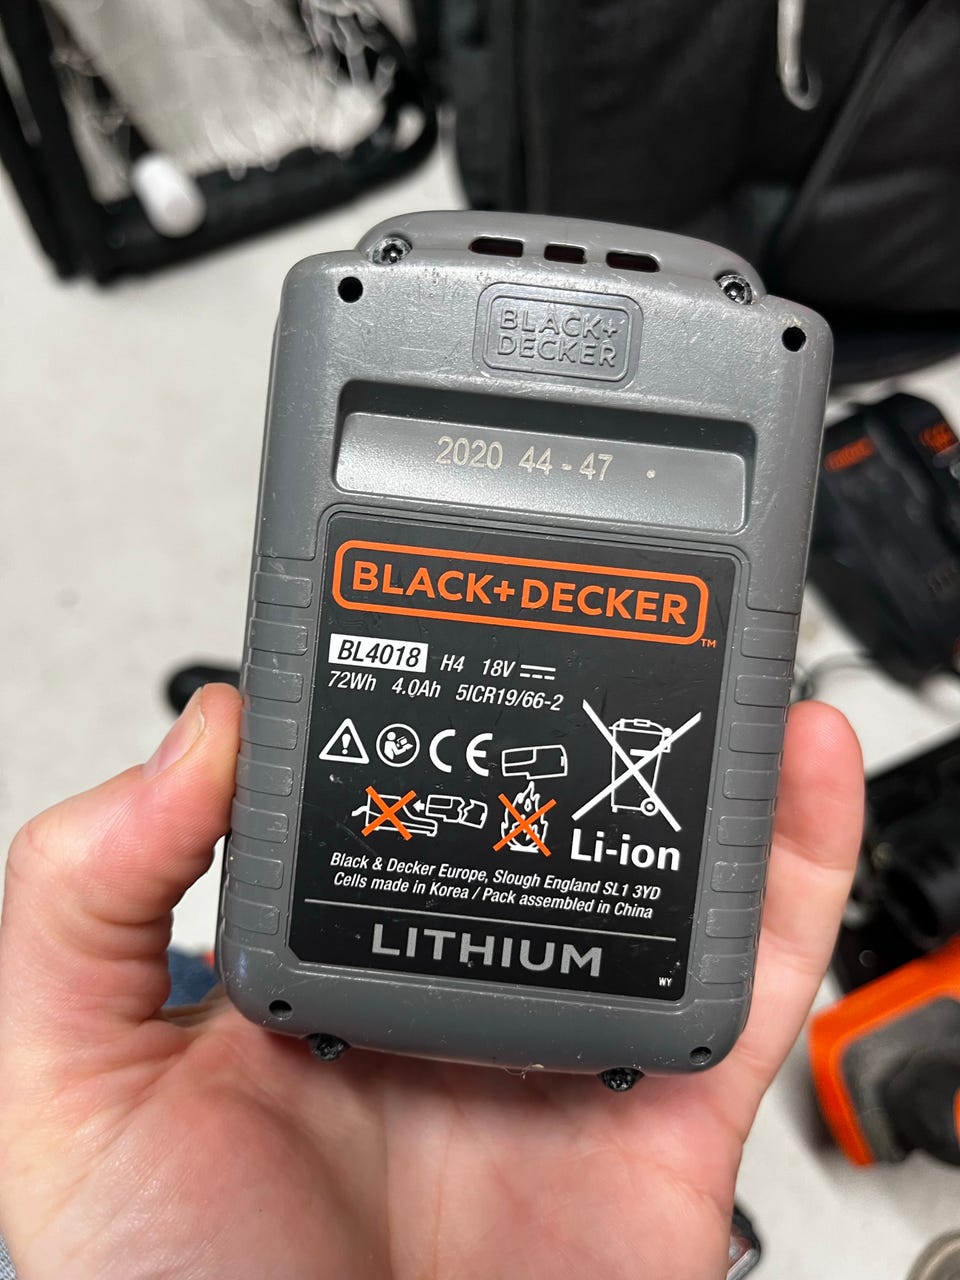 BLACK+
DECKER
2020 44-47
BLACK+DECKER™
BL4018 H4 18V
72Wh 4.0Ah 5ICR19/66-2
CE
Li-ion
Black & Decker Europe, Slough England SL1 3YD
Cells made in Korea / Pack assembled in China
LITHIUM
WY